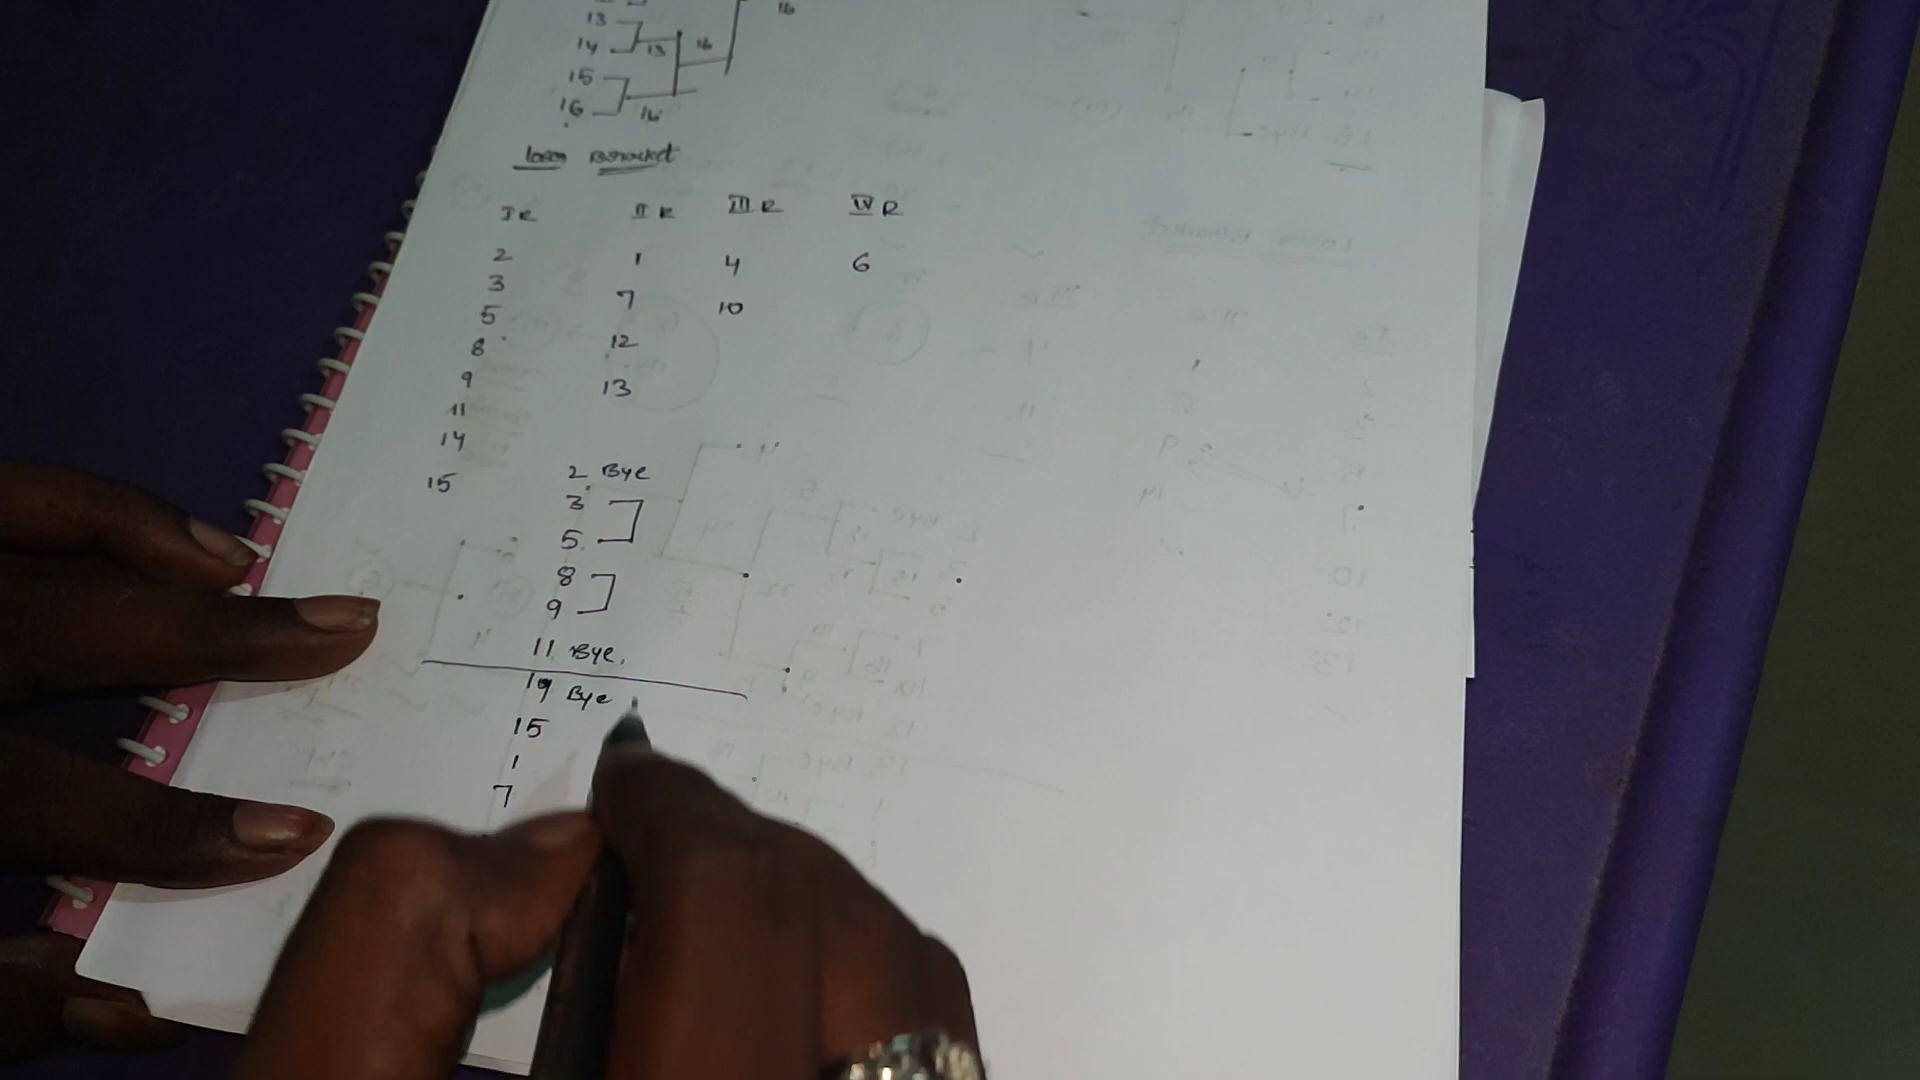 16
13
14 13 16
15
16 16
Loser Bracket
I R II R III R IV R
2 1 4 6
3
5 7 10
8 12
9 13
11
14
15
2 Bye
3
5
8
9
11 Bye.
14 Bye
15
1
7